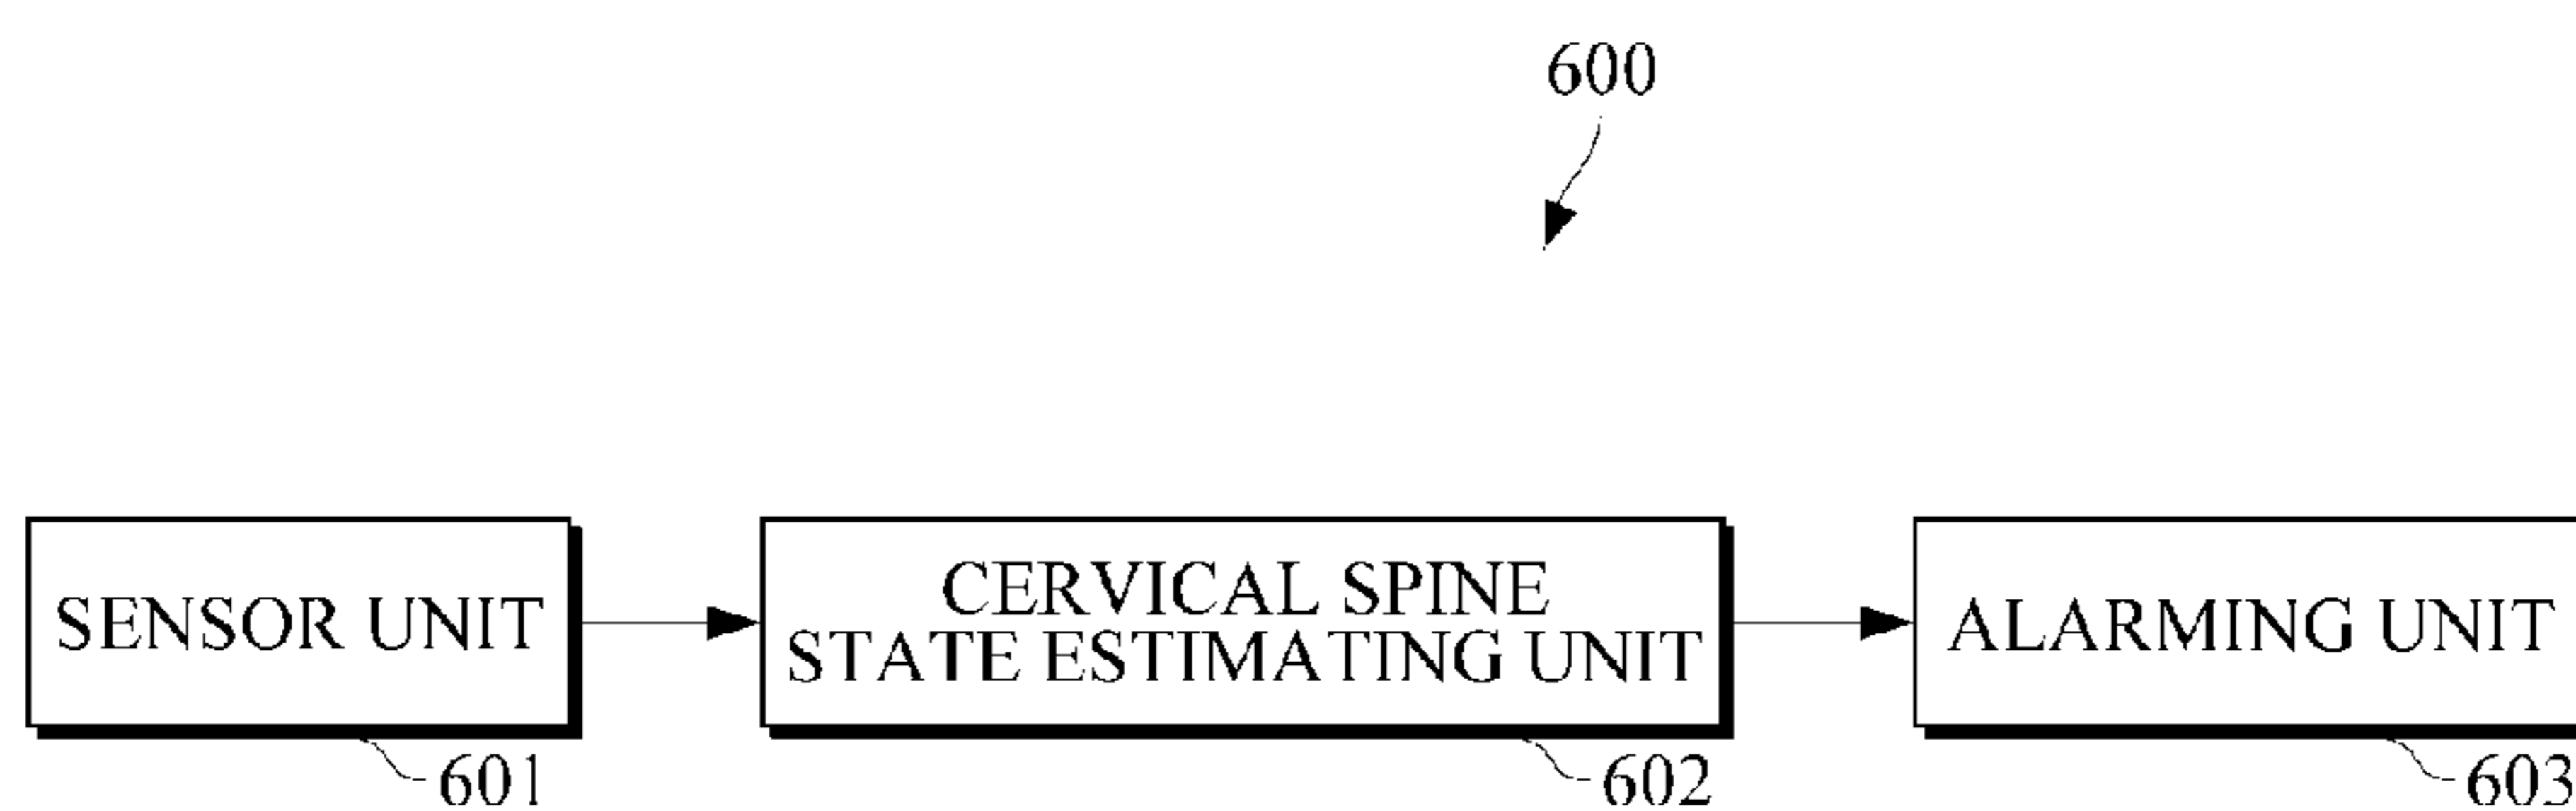 600
SENSOR UNIT
CERVICAL SPINE
STATE ESTIMATING UNIT
ALARMING UNIT
601
602
603